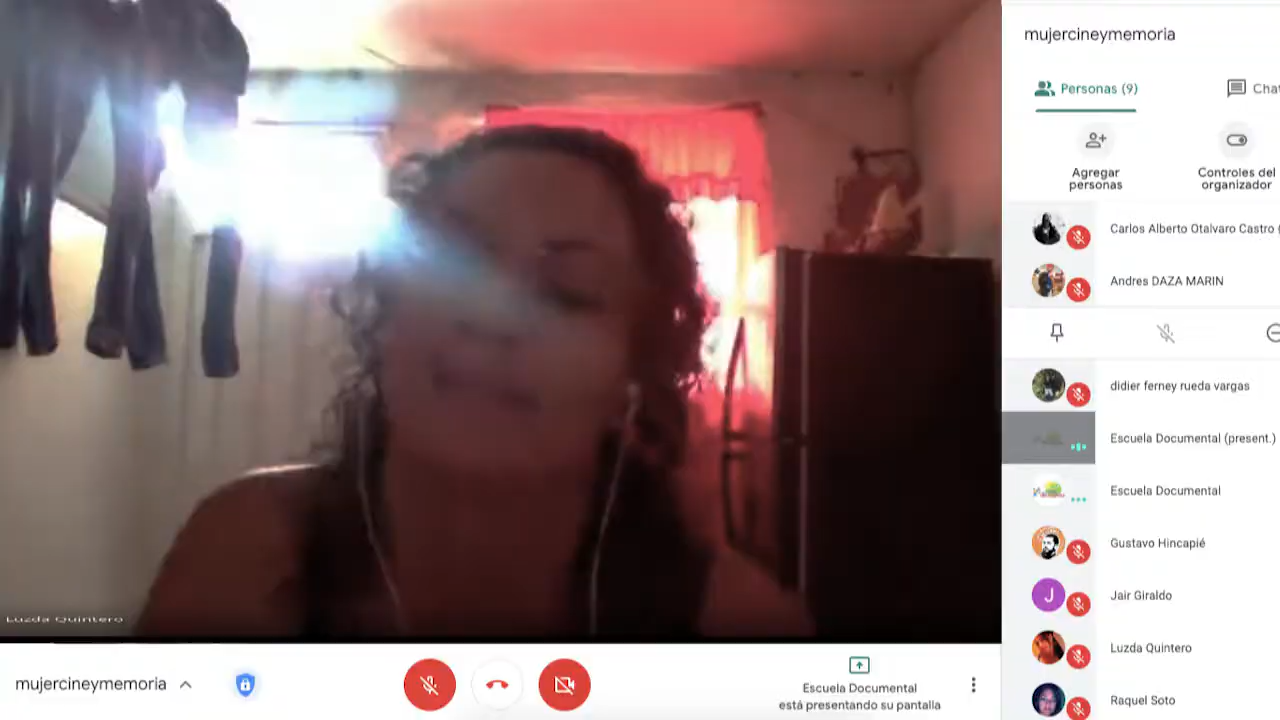 mujercineymemoria
Personas (9)
Chat
Agregar
personas
Controles del
organizador
Carlos Alberto Otalvaro Castro
Andres DAZA MARIN
didier ferney rueda vargas
Escuela Documental (present.)
Escuela Documental
Gustavo Hincapié
J
Jair Giraldo
Luzda Quintero
Raquel Soto
Luzda Quintero
mujercineymemoria
Escuela Documental
está presentando su pantalla